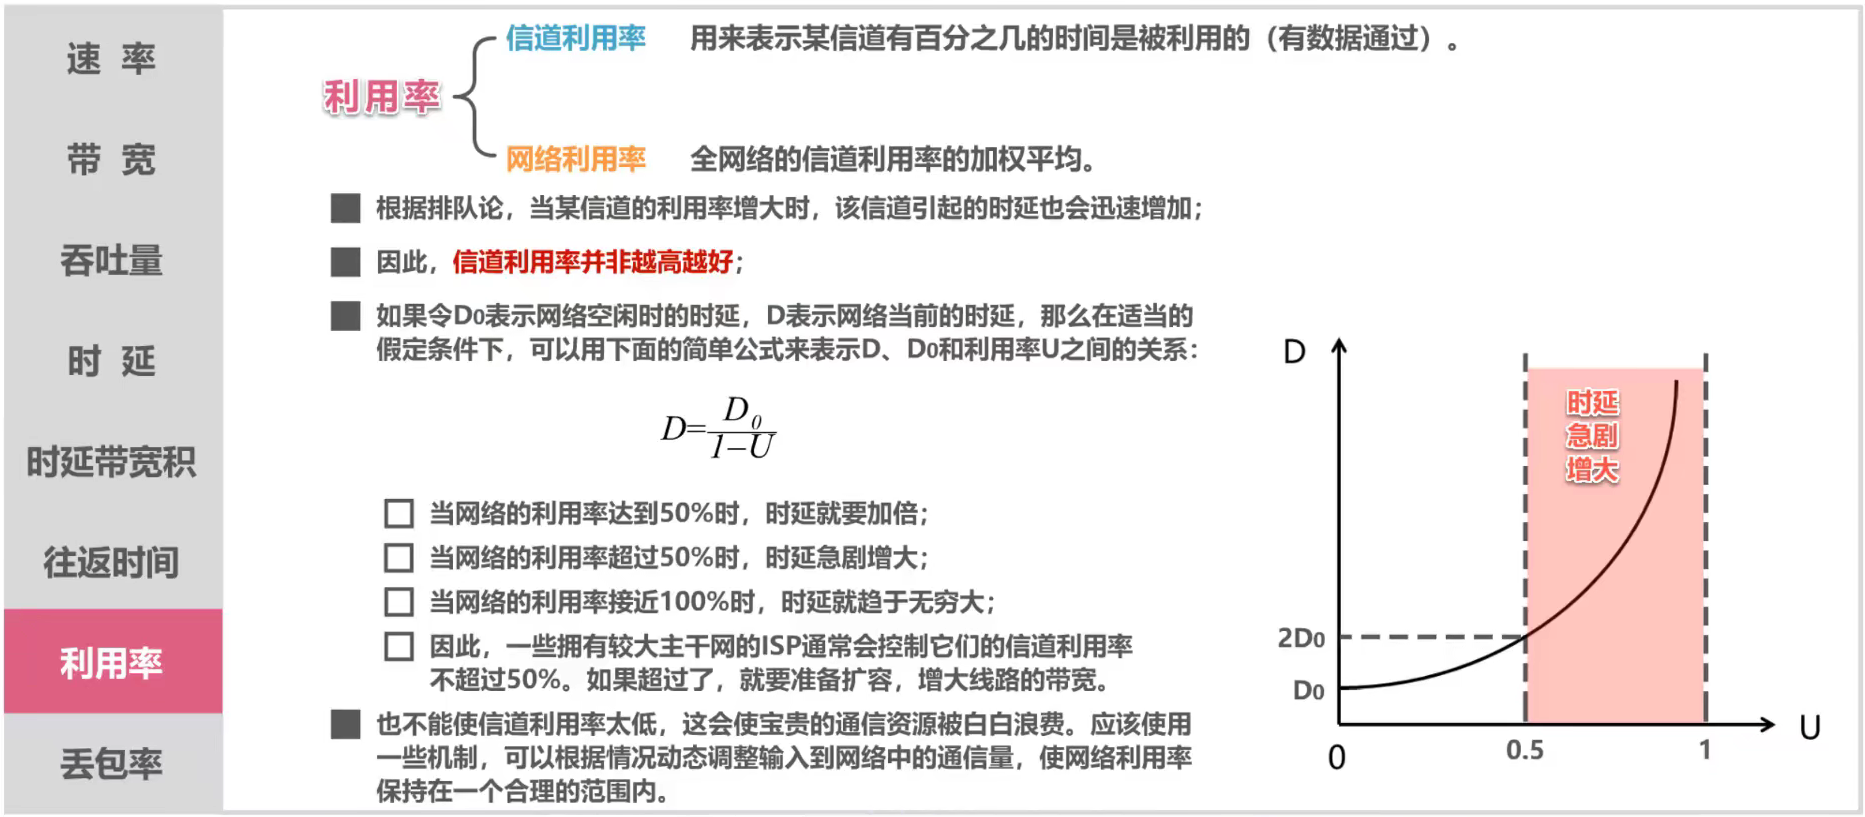 速 率
带 宽
吞吐量
时 延
时延带宽积
往返时间
利用率
丢包率
利用率
信道利用率 用来表示某信道有百分之几的时间是被利用的（有数据通过）。
网络利用率 全网络的信道利用率的加权平均。
根据排队论，当某信道的利用率增大时，该信道引起的时延也会迅速增加；
因此，信道利用率并非越高越好；
如果令D0表示网络空闲时的时延，D表示网络当前的时延，那么在适当的
假定条件下，可以用下面的简单公式来表示D、D0和利用率U之间的关系：
D=D0/1-U
当网络的利用率达到50%时，时延就要加倍；
当网络的利用率超过50%时，时延急剧增大；
当网络的利用率接近100%时，时延就趋于无穷大；
因此，一些拥有较大主干网的ISP通常会控制它们的信道利用率
不超过50%。如果超过了，就要准备扩容，增大线路的带宽。
也不能使信道利用率太低，这会使宝贵的通信资源被白白浪费。应该使用
一些机制，可以根据情况动态调整输入到网络中的通信量，使网络利用率
保持在一个合理的范围内。
D
时延
急剧
增大
2D0
D0
0
0.5
1
U